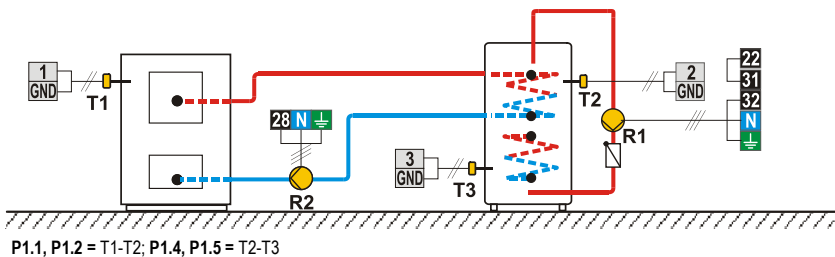 1
GND
T1
28 N
R2
3
GND
T3
T2
2
GND
R1
22
31
32
N
P1.1, P1.2 = T1-T2; P1.4, P1.5 = T2-T3